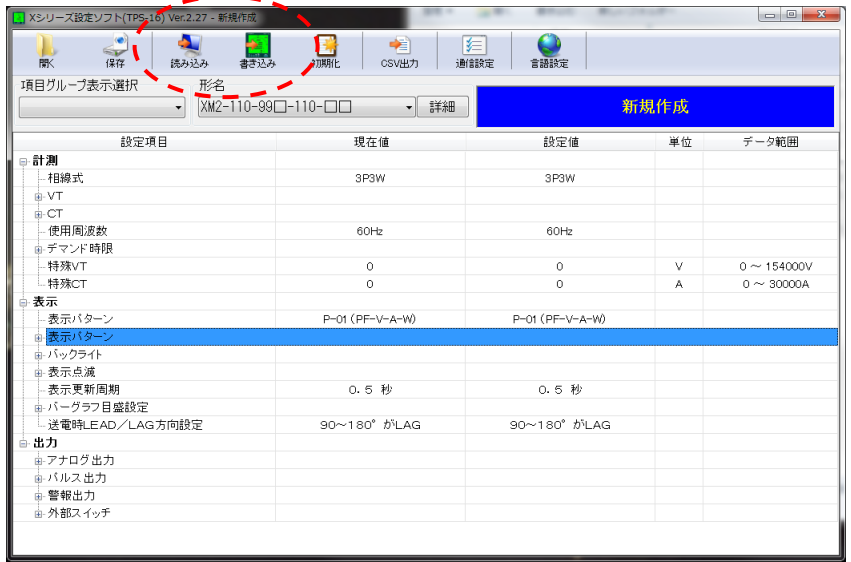 Xシリーズ設定ソフト(TPS-16) Ver.2.27 - 新規作成
開く 保存 読み込み 書き込み 初期化 CSV出力 通信設定 言語設定
項目グループ表示選択 形名
XM2-110-99□-110-□□ 詳細 新規作成
設定項目 現在値 設定値 単位 データ範囲
計測
相線式 3P3W 3P3W
VT
CT
使用周波数 60Hz 60Hz
デマンド時限
特殊VT 0 0 V 0 ～ 154000V
特殊CT 0 0 A 0 ～ 30000A
表示
表示パターン P-01 (PF-V-A-W) P-01 (PF-V-A-W)
表示パターン
バックライト
表示点滅
表示更新周期 0.5 秒 0.5 秒
バーグラフ目盛設定
送電時LEAD／LAG方向設定 90～180°がLAG 90～180°がLAG
出力
アナログ出力
パルス出力
警報出力
外部スイッチ